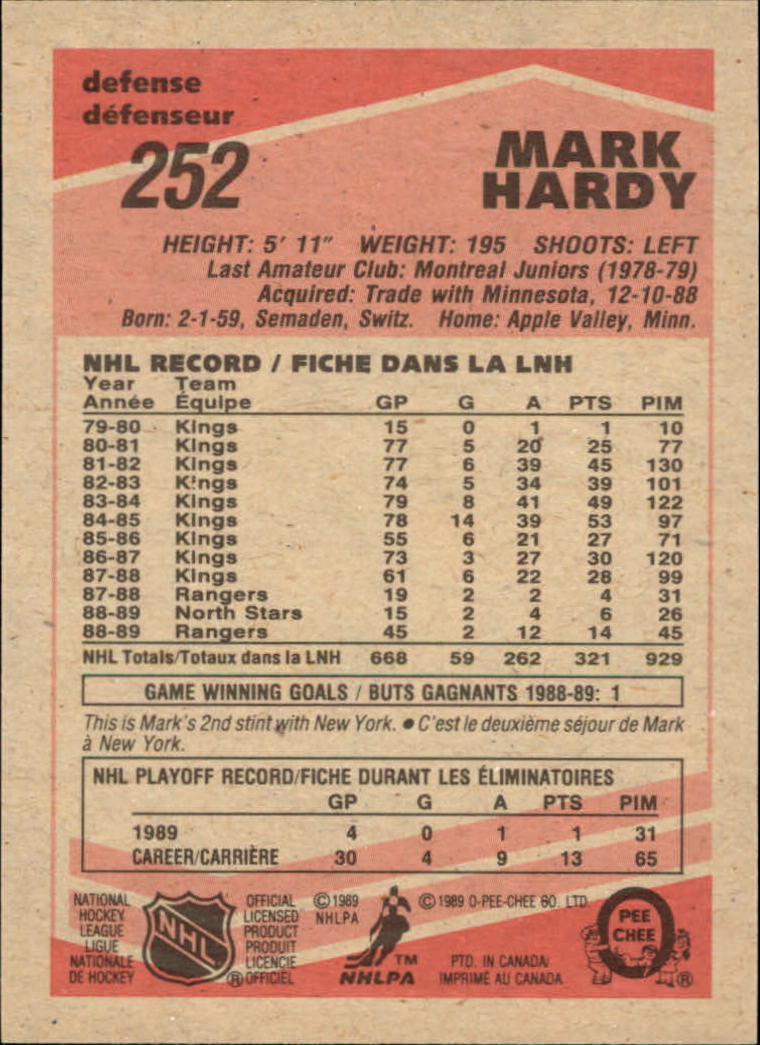 defense
défenseur
252
MARK
HARDY
HEIGHT: 5' 11" WEIGHT: 195 SHOOTS: LEFT
Last Amateur Club: Montreal Juniors (1978-79)
Acquired: Trade with Minnesota, 12-10-88
Born: 2-1-59, Semaden, Switz. Home: Apple Valley, Minn.
NHL RECORD / FICHE DANS LA LNH
Year Team
Année Équipe GP G A PTS PIM
79-80 Kings 15 0 1 1 10
80-81 Kings 77 5 20 25 77
81-82 Kings 77 6 39 45 130
82-83 Kings 74 5 34 39 101
83-84 Kings 79 8 41 49 122
84-85 Kings 78 14 39 53 97
85-86 Kings 55 6 21 27 71
86-87 Kings 73 3 27 30 120
87-88 Kings 61 6 22 28 99
87-88 Rangers 19 2 2 4 31
88-89 North Stars 15 2 4 6 26
88-89 Rangers 45 2 12 14 45
NHL Totals/Totaux dans la LNH 668 59 262 321 929
GAME WINNING GOALS / BUTS GAGNANTS 1988-89: 1
This is Mark's 2nd stint with New York. • C'est le deuxième séjour de Mark
à New York.
NHL PLAYOFF RECORD/FICHE DURANT LES ÉLIMINATOIRES
GP G A PTS PIM
1989 4 0 1 1 31
CAREER/CARRIÈRE 30 4 9 13 65
NATIONAL
HOCKEY
LEAGUE
LIGUE
NATIONALE
DE HOCKEY
NHL
®
OFFICIAL
LICENSED
PRODUCT
PRODUIT
LICENCIE
OFFICIEL
© 1989
NHLPA
TM
NHLPA
© 1989 O-PEE-CHEE CO. LTD.
PTD. IN CANADA/
IMPRIMÉ AU CANADA
O
PEE
CHEE
®